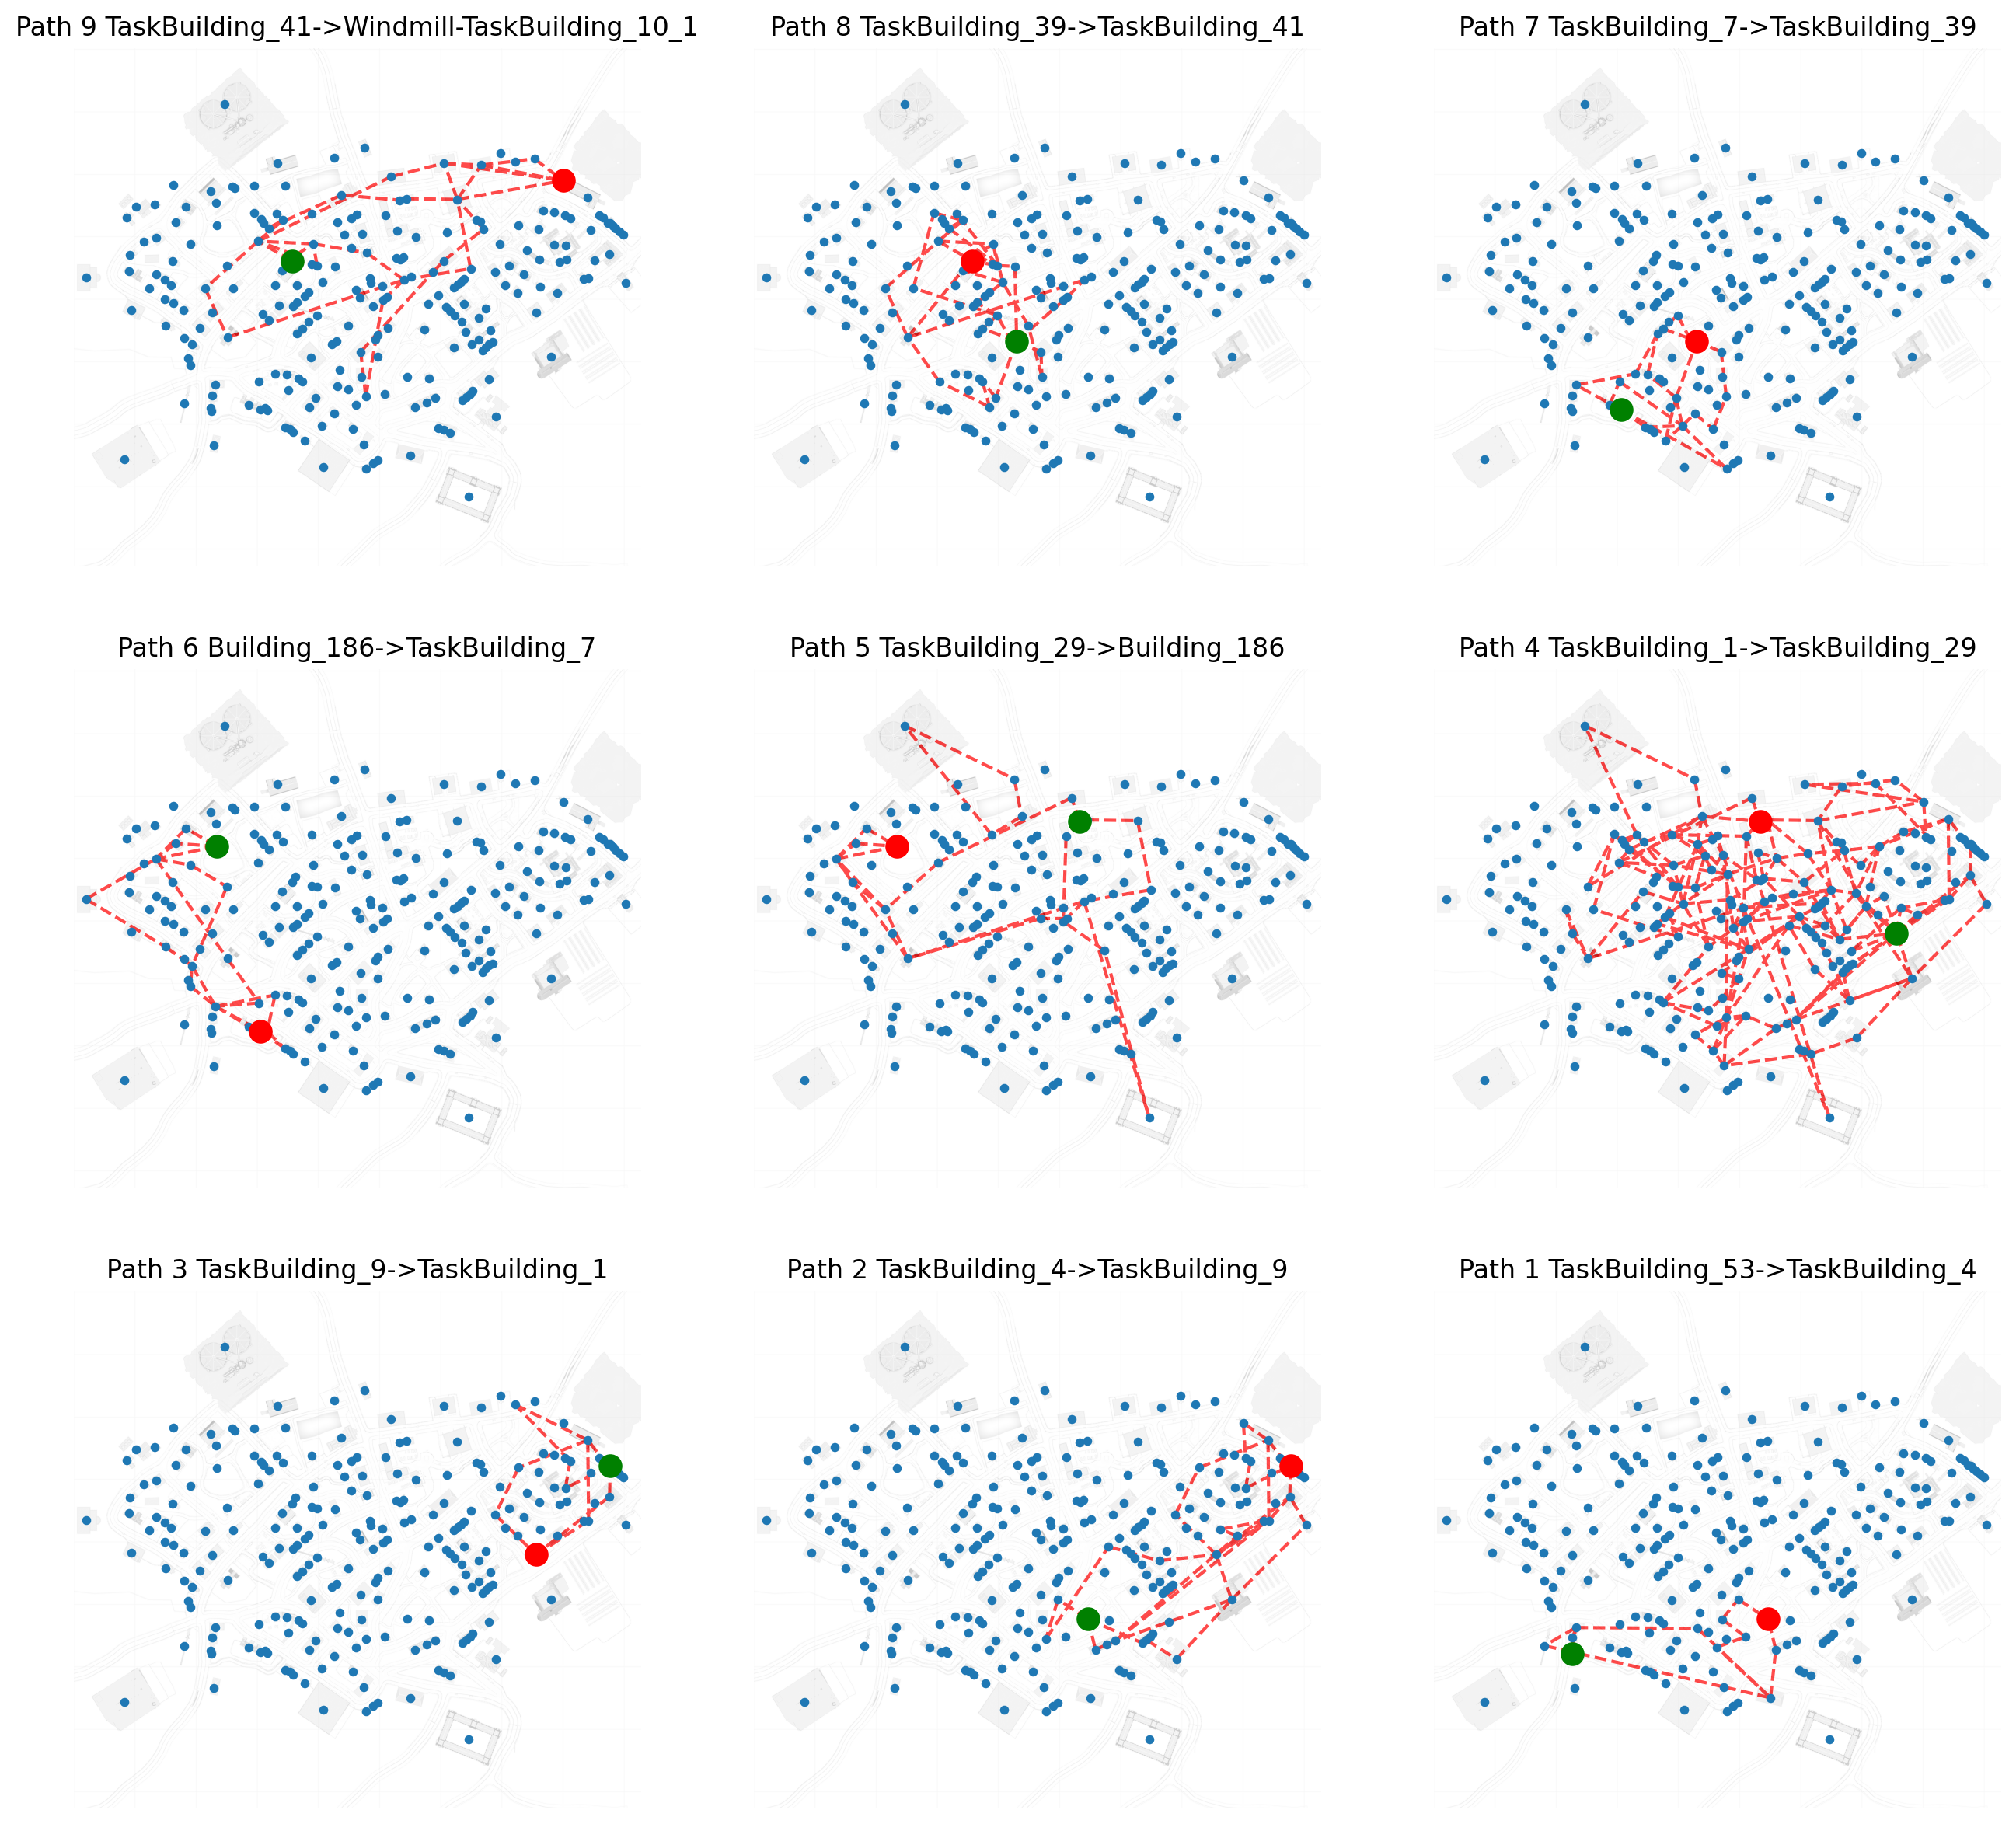 Path 9 TaskBuilding_41->Windmill-TaskBuilding_10_1
Path 8 TaskBuilding_39->TaskBuilding_41
Path 7 TaskBuilding_7->TaskBuilding_39
Path 6 Building_186->TaskBuilding_7
Path 5 TaskBuilding_29->Building_186
Path 4 TaskBuilding_1->TaskBuilding_29
Path 3 TaskBuilding_9->TaskBuilding_1
Path 2 TaskBuilding_4->TaskBuilding_9
Path 1 TaskBuilding_53->TaskBuilding_4